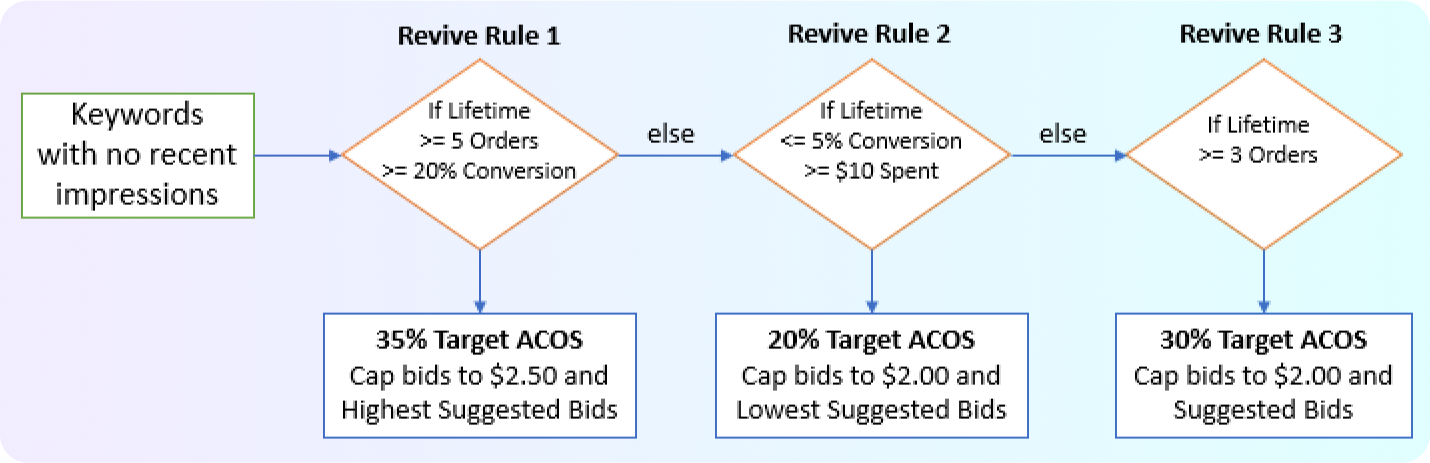 Revive Rule 1
Revive Rule 2
Revive Rule 3
Keywords
with no recent
impressions
If Lifetime
>= 5 Orders
>= 20% Conversion
else
If Lifetime
<= 5% Conversion
>= $10 Spent
else
If Lifetime
>= 3 Orders
35% Target ACOS
Cap bids to $2.50 and
Highest Suggested Bids
20% Target ACOS
Cap bids to $2.00 and
Lowest Suggested Bids
30% Target ACOS
Cap bids to $2.00 and
Suggested Bids